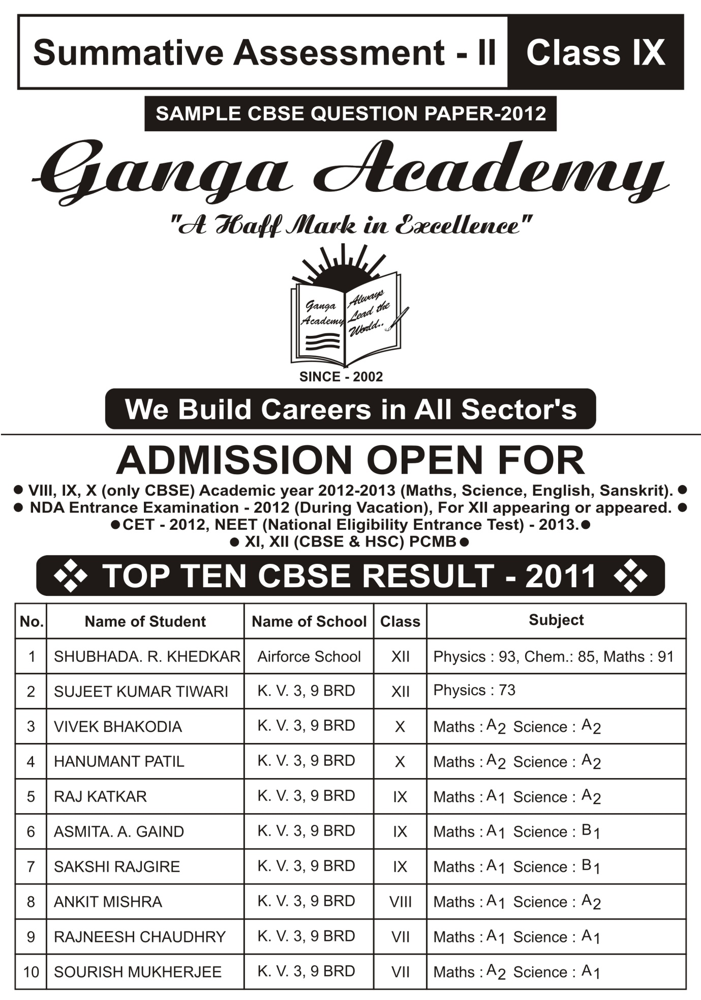 Summative Assessment - II Class IX
SAMPLE CBSE QUESTION PAPER-2012
Ganga Academy
"A Haff Mark in Excellence"
Ganga Academy
Always Lead the World..
SINCE - 2002
We Build Careers in All Sector's
ADMISSION OPEN FOR
● VIII, IX, X (only CBSE) Academic year 2012-2013 (Maths, Science, English, Sanskrit). ●
● NDA Entrance Examination - 2012 (During Vacation), For XII appearing or appeared. ●
● CET - 2012, NEET (National Eligibility Entrance Test) - 2013. ●
● XI, XII (CBSE & HSC) PCMB ●
❖ TOP TEN CBSE RESULT - 2011 ❖
No. Name of Student Name of School Class Subject
1 SHUBHADA. R. KHEDKAR Airforce School XII Physics : 93, Chem.: 85, Maths : 91
2 SUJEET KUMAR TIWARI K. V. 3, 9 BRD XII Physics : 73
3 VIVEK BHAKODIA K. V. 3, 9 BRD X Maths : A2 Science : A2
4 HANUMANT PATIL K. V. 3, 9 BRD X Maths : A2 Science : A2
5 RAJ KATKAR K. V. 3, 9 BRD IX Maths : A1 Science : A2
6 ASMITA. A. GAIND K. V. 3, 9 BRD IX Maths : A1 Science : B1
7 SAKSHI RAJGIRE K. V. 3, 9 BRD IX Maths : A1 Science : B1
8 ANKIT MISHRA K. V. 3, 9 BRD VIII Maths : A1 Science : A2
9 RAJNEESH CHAUDHRY K. V. 3, 9 BRD VII Maths : A1 Science : A1
10 SOURISH MUKHERJEE K. V. 3, 9 BRD VII Maths : A2 Science : A1